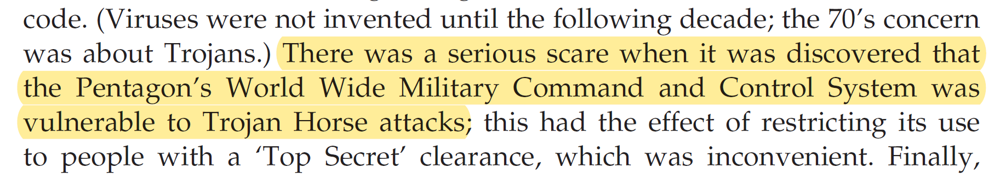 code. (Viruses were not invented until the following decade; the 70’s concern
was about Trojans.) There was a serious scare when it was discovered that
the Pentagon’s World Wide Military Command and Control System was
vulnerable to Trojan Horse attacks; this had the effect of restricting its use
to people with a ‘Top Secret’ clearance, which was inconvenient. Finally,